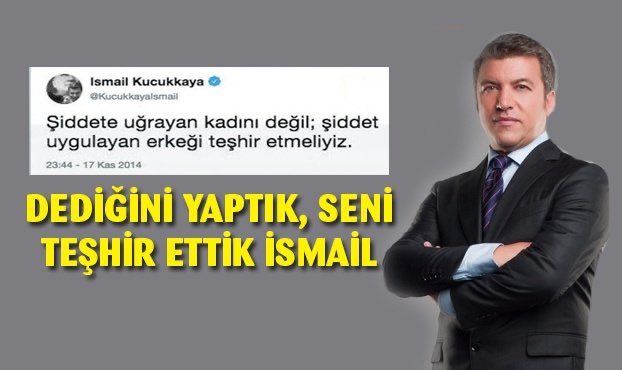 Ismail Kucukkaya
@KucukkayaIsmail
Şiddete uğrayan kadını değil; şiddet
uygulayan erkeği teşhir etmeliyiz.
23:44 - 17 Kas 2014
DEDİĞİNİ YAPTIK, SENİ
TEŞHİR ETTİK İSMAİL